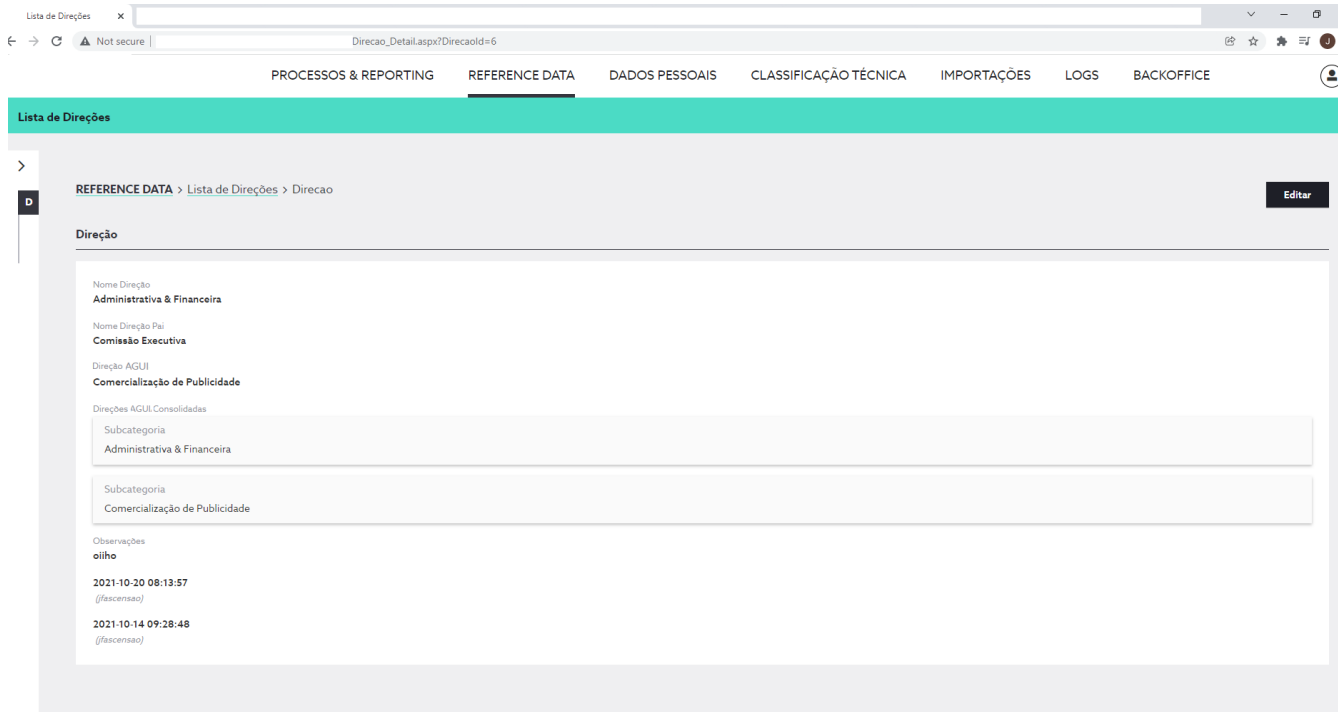 Lista de Direções
Not secure
Direcao_Detail.aspx?DirecaoId=6
J
PROCESSOS & REPORTING REFERENCE DATA DADOS PESSOAIS CLASSIFICAÇÃO TÉCNICA IMPORTAÇÕES LOGS BACKOFFICE
Lista de Direções
D
REFERENCE DATA > Lista de Direções > Direcao
Editar
Direção
Nome Direção
Administrativa & Financeira
Nome Direção Pai
Comissão Executiva
Direção AGUI
Comercialização de Publicidade
Direções AGUI.Consolidadas
Subcategoria
Administrativa & Financeira
Subcategoria
Comercialização de Publicidade
Observações
oiiho
2021-10-20 08:13:57
(jfascensao)
2021-10-14 09:28:48
(jfascensao)